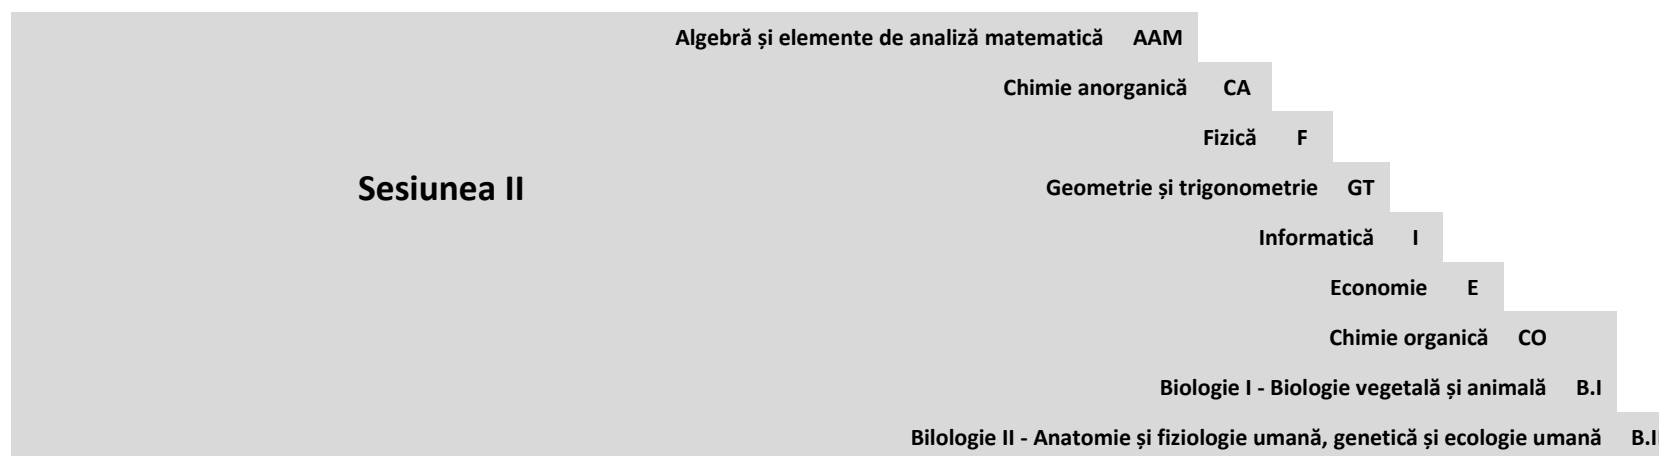 Algebră și elemente de analiză matematică AAM
Chimie anorganică CA
Fizică F
Sesiunea II
Geometrie și trigonometrie GT
Informatică I
Economie E
Chimie organică CO
Biologie I - Biologie vegetală și animală B.I
Bilologie II - Anatomie și fiziologie umană, genetică și ecologie umană B.II